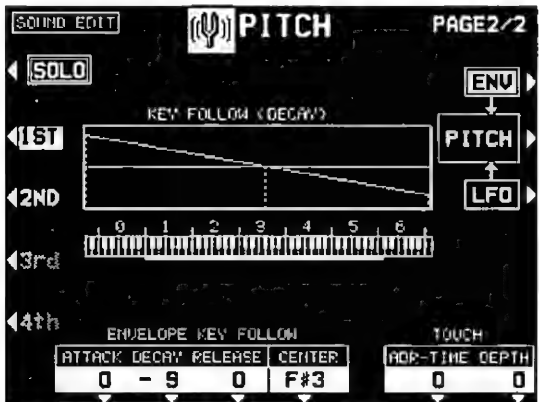 SOUND EDIT PITCH PAGE2/2
SOLO
ENV
KEY FOLLOW (DECAY)
1ST PITCH
2ND LFO
0 1 2 3 4 5 6
3rd
4th
ENVELOPE KEY FOLLOW TOUCH
ATTACK DECAY RELEASE CENTER ADR-TIME DEPTH
0 - 9 0 F#3 0 0